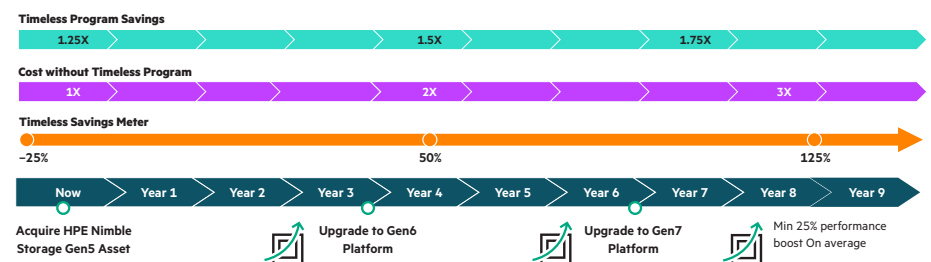 Timeless Program Savings
1.25X 1.5X 1.75X
Cost without Timeless Program
1X 2X 3X
Timeless Savings Meter
–25% 50% 125%
Now Year 1 Year 2 Year 3 Year 4 Year 5 Year 6 Year 7 Year 8 Year 9
Acquire HPE Nimble
Storage Gen5 Asset
Upgrade to Gen6
Platform
Upgrade to Gen7
Platform
Min 25% performance
boost On average